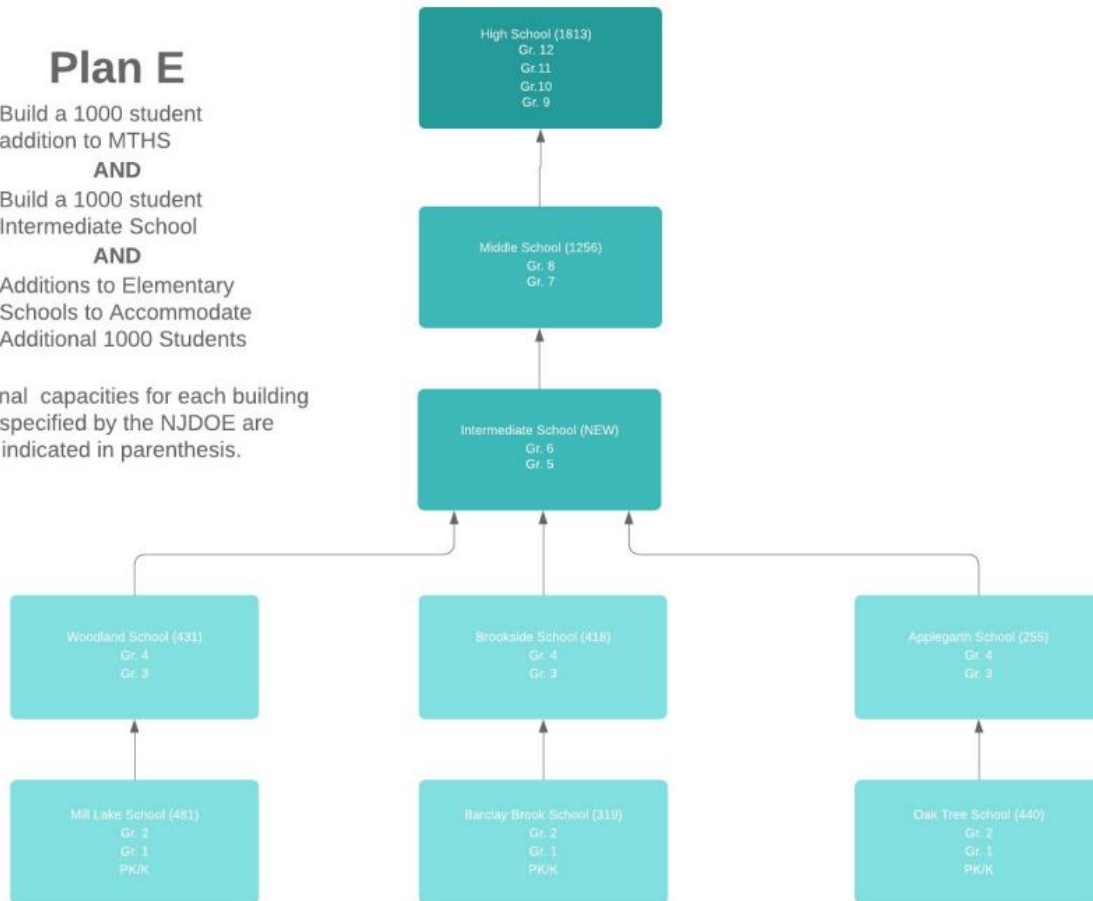 Plan E
Build a 1000 student
addition to MTHS
AND
Build a 1000 student
Intermediate School
AND
Additions to Elementary
Schools to Accommodate
Additional 1000 Students
nal capacities for each building
specified by the NJDOE are
indicated in parenthesis.
High School (1813)
Gr. 12
Gr.11
Gr.10
Gr. 9
Middle School (1256)
Gr. 8
Gr. 7
Intermediate School (NEW)
Gr. 6
Gr. 5
Woodland School (431)
Gr. 4
Gr. 3
Brookside School (418)
Gr. 4
Gr. 3
Applegarth School (255)
Gr. 4
Gr. 3
Mill Lake School (481)
Gr. 2
Gr. 1
PK/K
Barclay Brook School (319)
Gr. 2
Gr. 1
PK/K
Oak Tree School (440)
Gr. 2
Gr. 1
PK/K